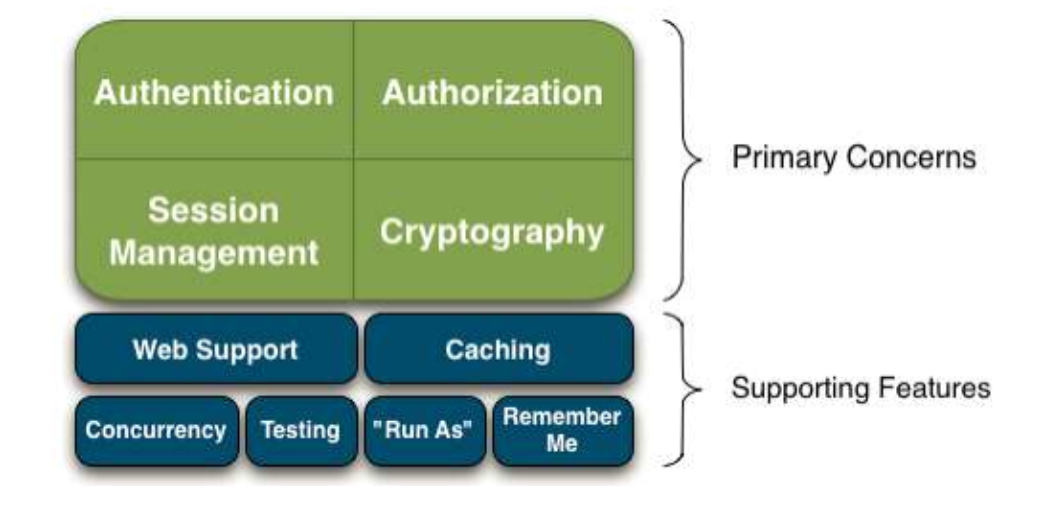 Authentication
Authorization
Session
Management
Cryptography
Primary Concerns
Web Support
Caching
Concurrency
Testing
"Run As"
Remember
Me
Supporting Features